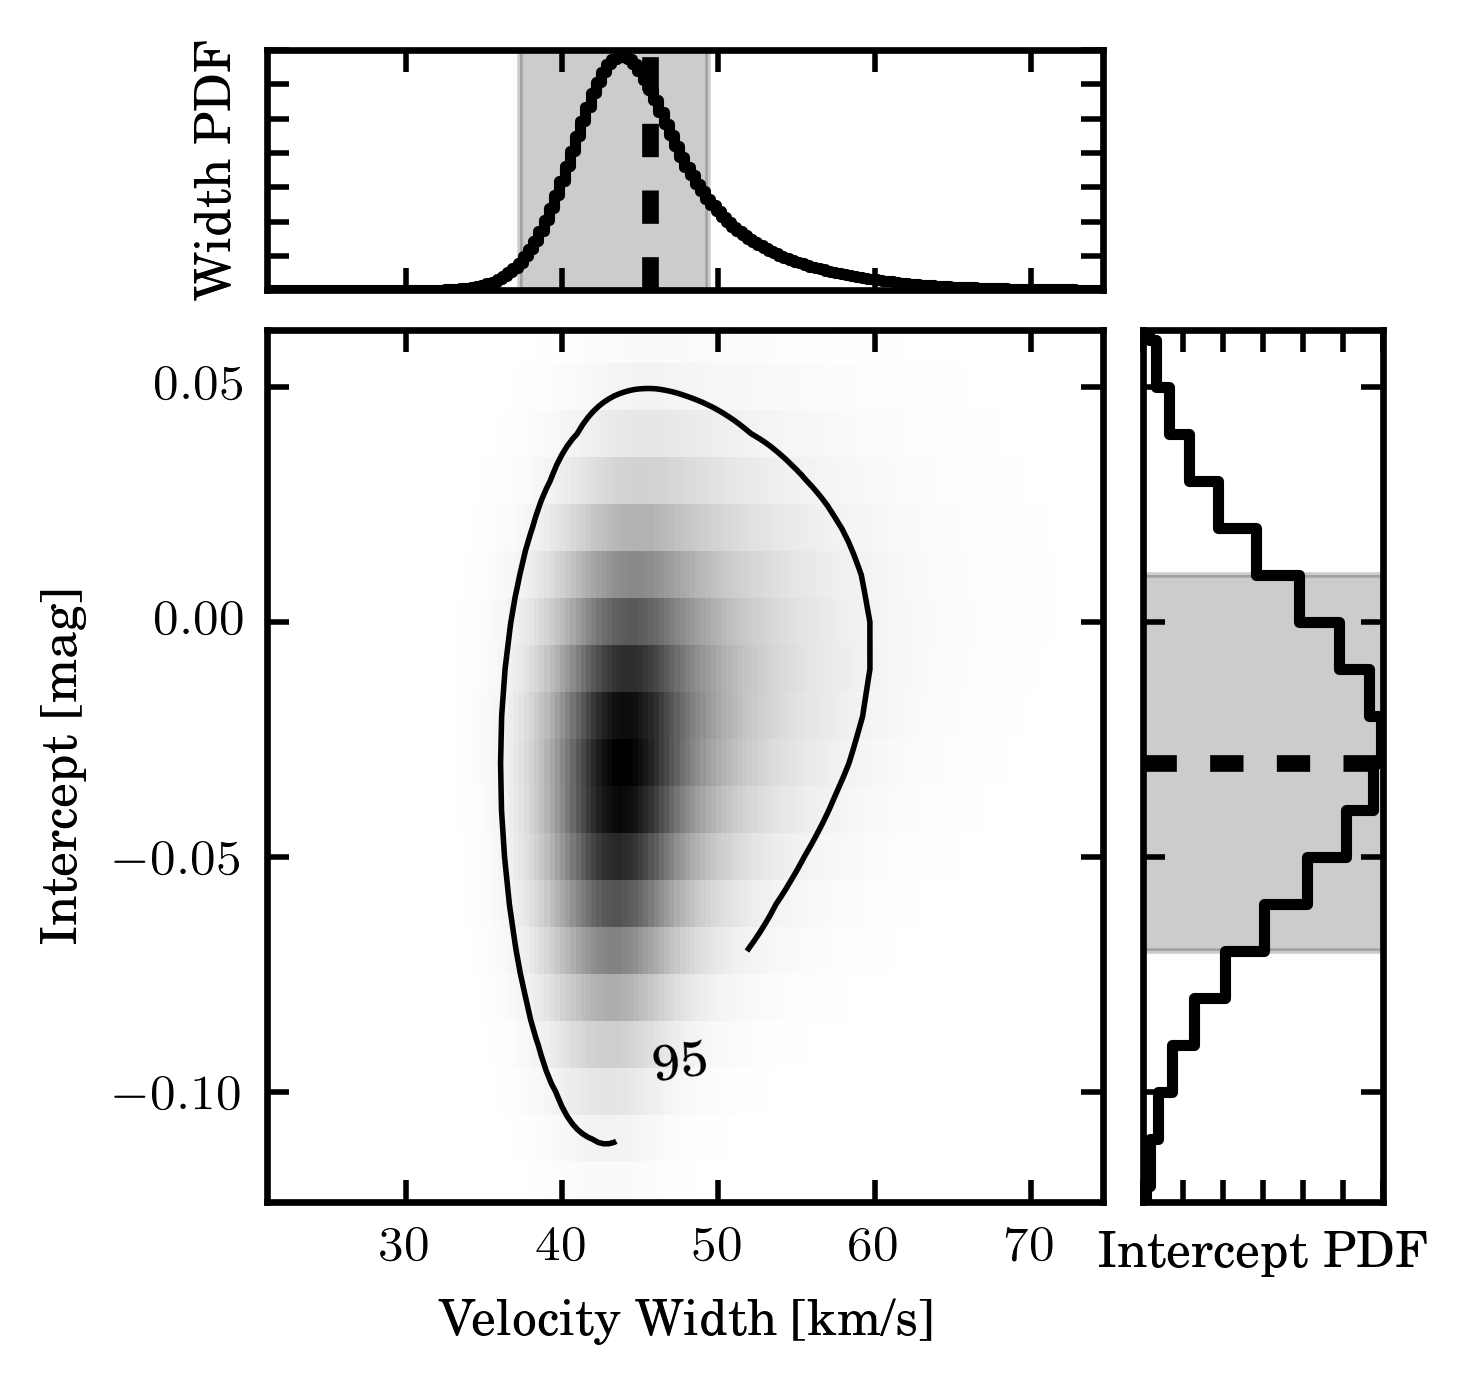 Width PDF
0.05
0.00
−0.05
−0.10
Intercept [mag]
95
30 40 50 60 70
Velocity Width [km/s]
Intercept PDF